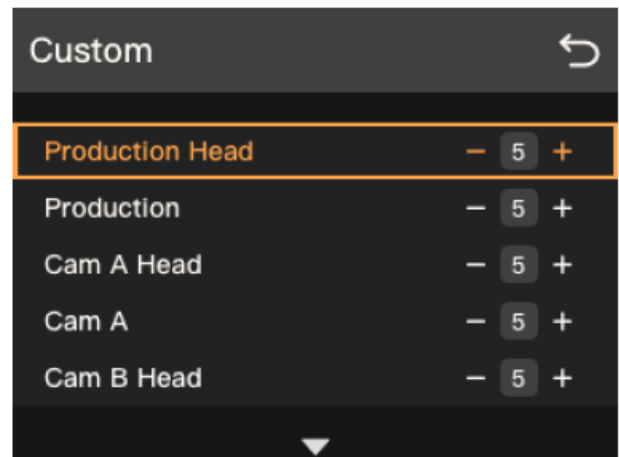 Custom
Production Head − 5 +
Production − 5 +
Cam A Head − 5 +
Cam A − 5 +
Cam B Head − 5 +